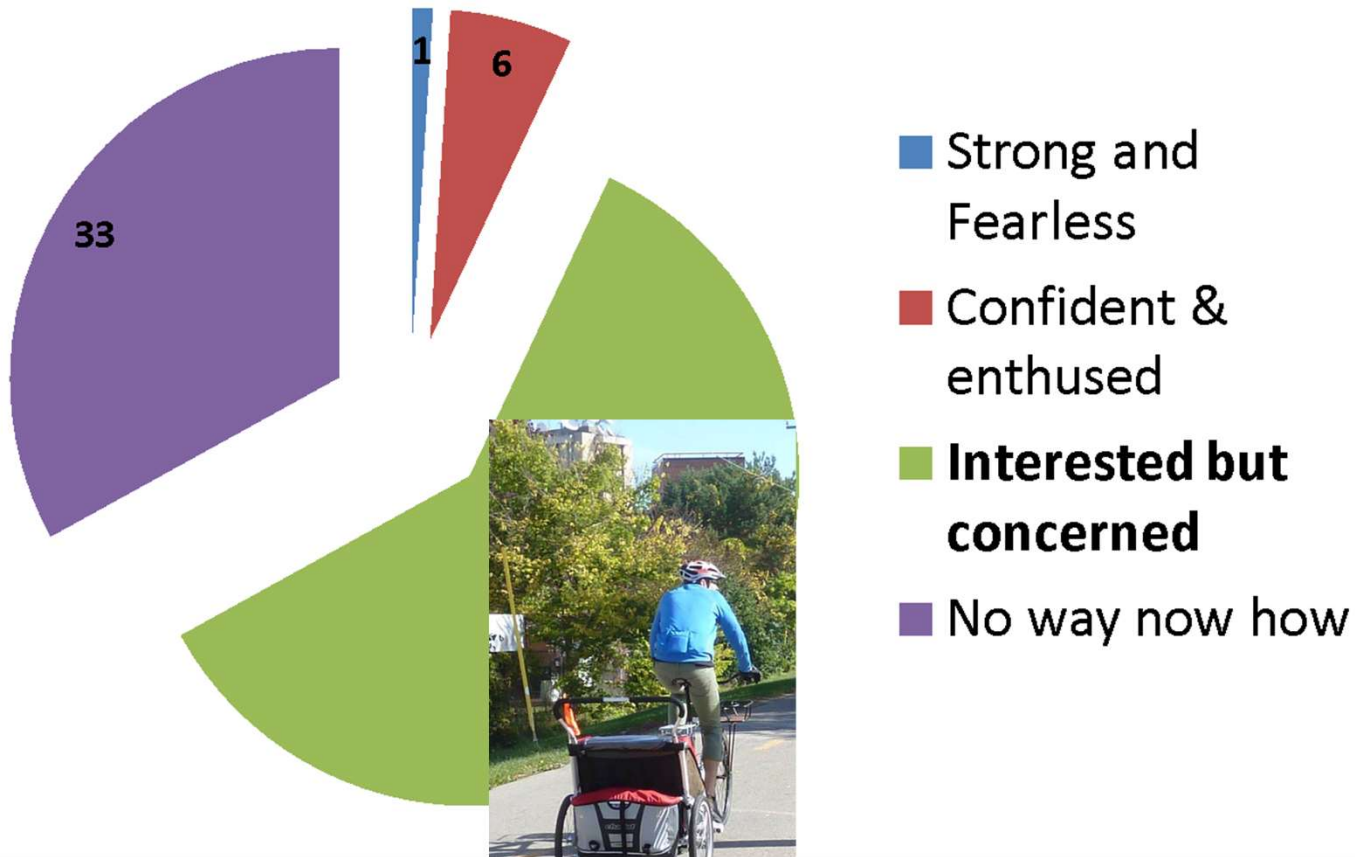 1
6
33
Strong and
Fearless
Confident &
enthused
Interested but
concerned
No way now how